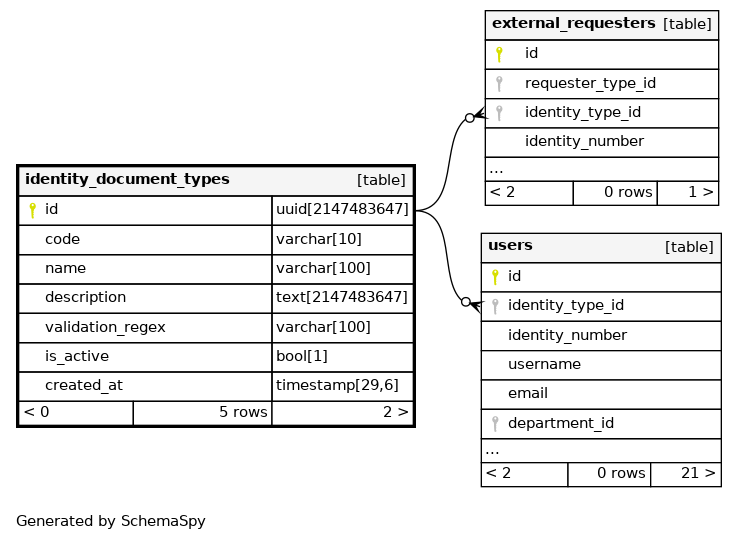 external_requesters [table]
id
requester_type_id
identity_type_id
identity_number
...
< 2 0 rows 1 >
identity_document_types [table]
id uuid[2147483647]
code varchar[10]
name varchar[100]
description text[2147483647]
validation_regex varchar[100]
is_active bool[1]
created_at timestamp[29,6]
< 0 5 rows 2 >
users [table]
id
identity_type_id
identity_number
username
email
department_id
...
< 2 0 rows 21 >
Generated by SchemaSpy